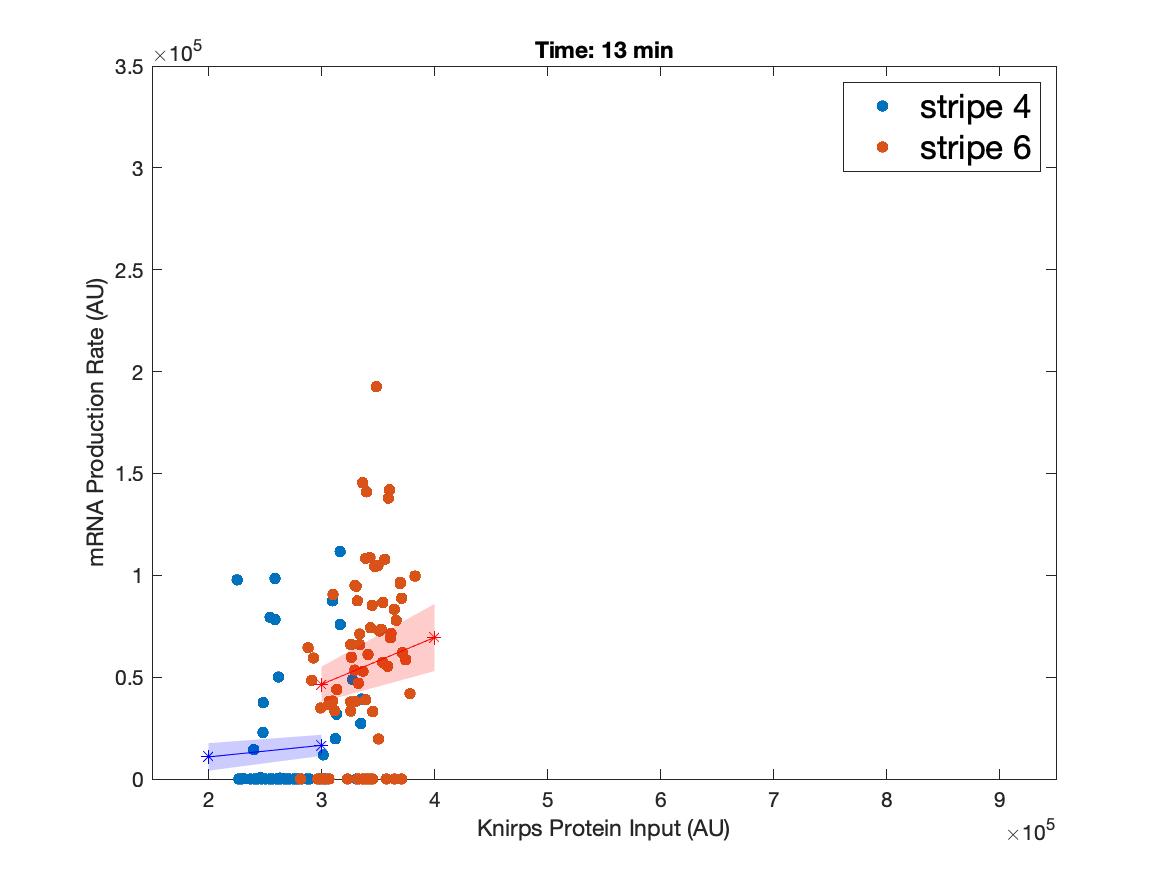 Time: 13 min
×10^5
3.5
3
2.5
2
1.5
1
0.5
0
mRNA Production Rate (AU)
stripe 4
stripe 6
2 3 4 5 6 7 8 9
Knirps Protein Input (AU)
×10^5